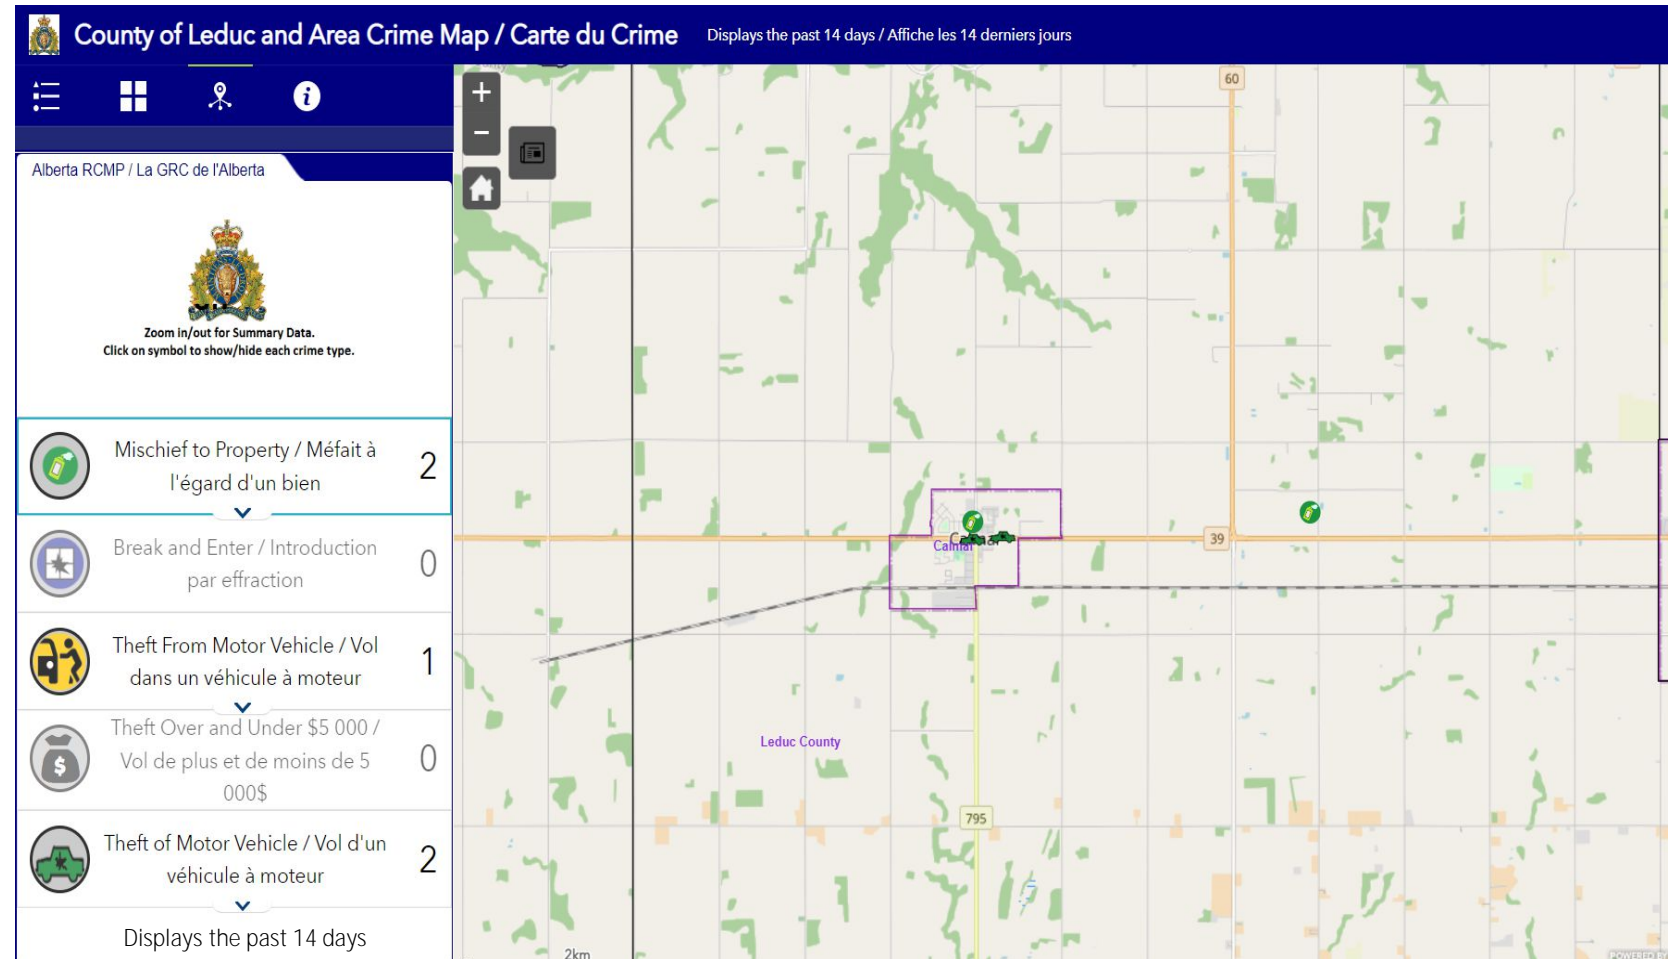 County of Leduc and Area Crime Map / Carte du Crime
Displays the past 14 days / Affiche les 14 derniers jours
Alberta RCMP / La GRC de l'Alberta
Zoom in/out for Summary Data.
Click on symbol to show/hide each crime type.
Mischief to Property / Méfait à
l'égard d'un bien
2
Break and Enter / Introduction
par effraction
0
Theft From Motor Vehicle / Vol
dans un véhicule à moteur
1
Theft Over and Under $5 000 /
Vol de plus et de moins de 5
000$
0
Theft of Motor Vehicle / Vol d'un
véhicule à moteur
2
Displays the past 14 days
+
−
60
39
Calmar
Leduc County
795
2km
POWERED BY